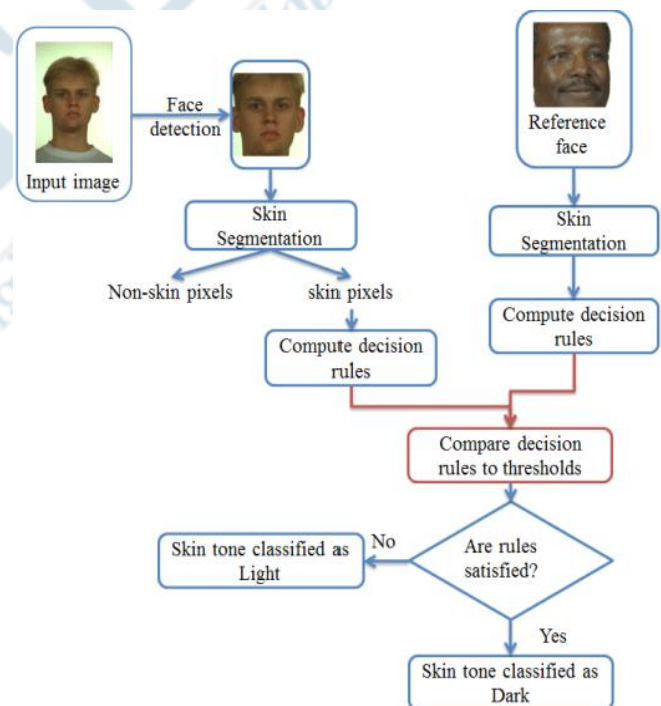 Input image
Face
detection
Reference
face
Skin
Segmentation
Skin
Segmentation
Non-skin pixels
skin pixels
Compute decision
rules
Compute decision
rules
Compare decision
rules to thresholds
Are rules
satisfied?
No
Skin tone classified as
Light
Yes
Skin tone classified as
Dark